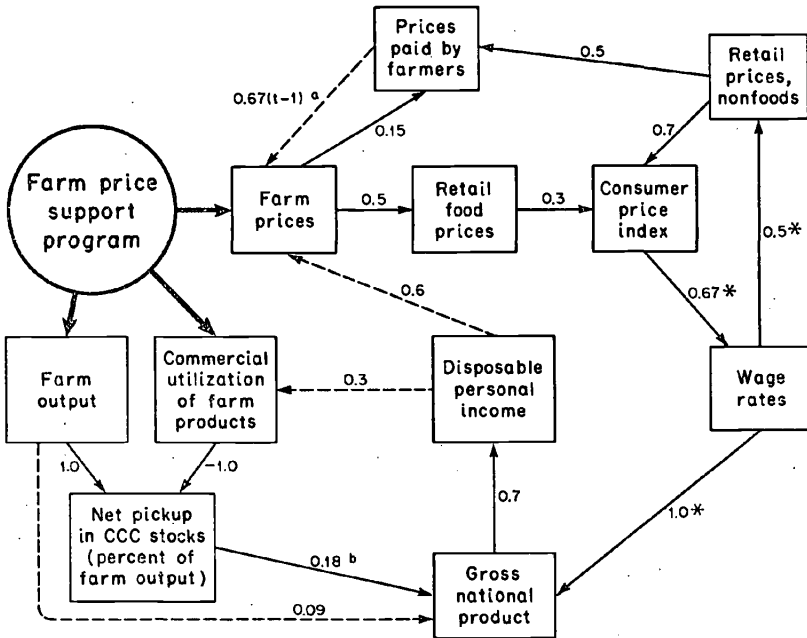 Prices
paid by
farmers
0.5
Retail
prices,
nonfoods
0.67(t-1) a
0.15
0.7
Farm price
support
program
Farm
prices
0.5
Retail
food
prices
0.3
Consumer
price
index
0.5*
0.6
0.67*
Farm
output
Commercial
utilization
of farm
products
0.3
Disposable
personal
income
Wage
rates
1.0
-1.0
0.7
1.0*
Net pickup
in CCC stocks
(percent of
farm output)
0.18 b
Gross
national
product
0.09